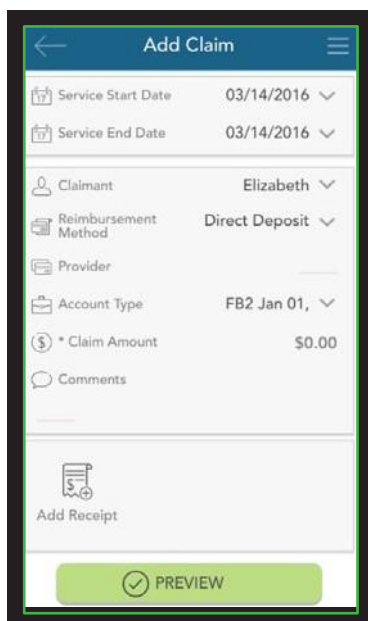 Add Claim
Service Start Date 03/14/2016
Service End Date 03/14/2016
Claimant Elizabeth
Reimbursement Method Direct Deposit
Provider
Account Type FB2 Jan 01,
* Claim Amount $0.00
Comments
Add Receipt
PREVIEW